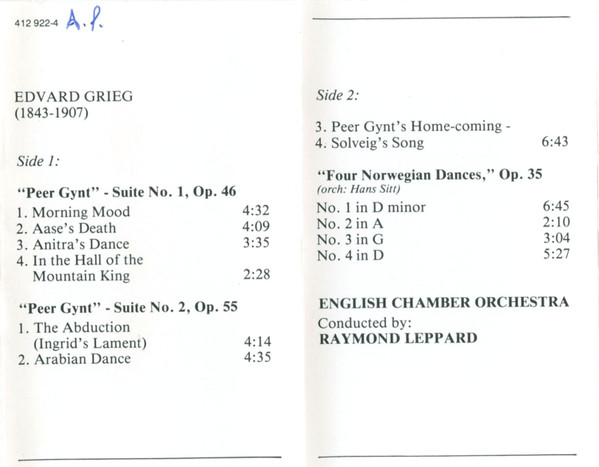 412 922-4 A.P.
EDVARD GRIEG
(1843-1907)
Side 1:
"Peer Gynt" - Suite No. 1, Op. 46
1. Morning Mood 4:32
2. Aase's Death 4:09
3. Anitra's Dance 3:35
4. In the Hall of the
Mountain King 2:28
"Peer Gynt" - Suite No. 2, Op. 55
1. The Abduction
(Ingrid's Lament) 4:14
2. Arabian Dance 4:35
Side 2:
3. Peer Gynt's Home-coming -
4. Solveig's Song 6:43
"Four Norwegian Dances," Op. 35
(orch: Hans Sitt)
No. 1 in D minor 6:45
No. 2 in A 2:10
No. 3 in G 3:04
No. 4 in D 5:27
ENGLISH CHAMBER ORCHESTRA
Conducted by:
RAYMOND LEPPARD